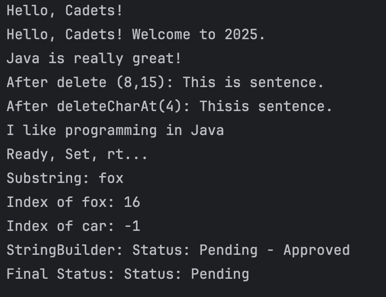 Hello, Cadets!
Hello, Cadets! Welcome to 2025.
Java is really great!
After delete (8,15): This is sentence.
After deleteCharAt(4): Thisis sentence.
I like programming in Java
Ready, Set, rt...
Substring: fox
Index of fox: 16
Index of car: -1
StringBuilder: Status: Pending - Approved
Final Status: Status: Pending